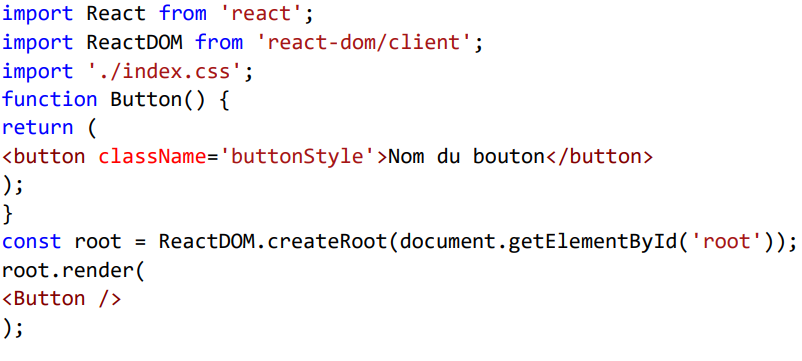 import React from 'react';
import ReactDOM from 'react-dom/client';
import './index.css';
function Button() {
return (
<button className='buttonStyle'>Nom du bouton</button>
);
}
const root = ReactDOM.createRoot(document.getElementById('root'));
root.render(
<Button />
);